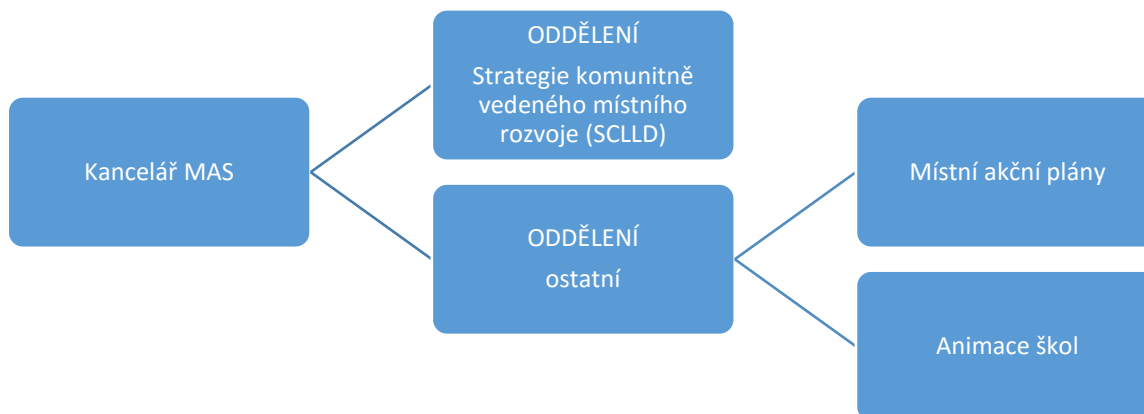 ODDĚLENÍ
Strategie komunitně
vedeného místního
rozvoje (SCLLD)
Kancelář MAS
Místní akční plány
ODDĚLENÍ
ostatní
Animace škol